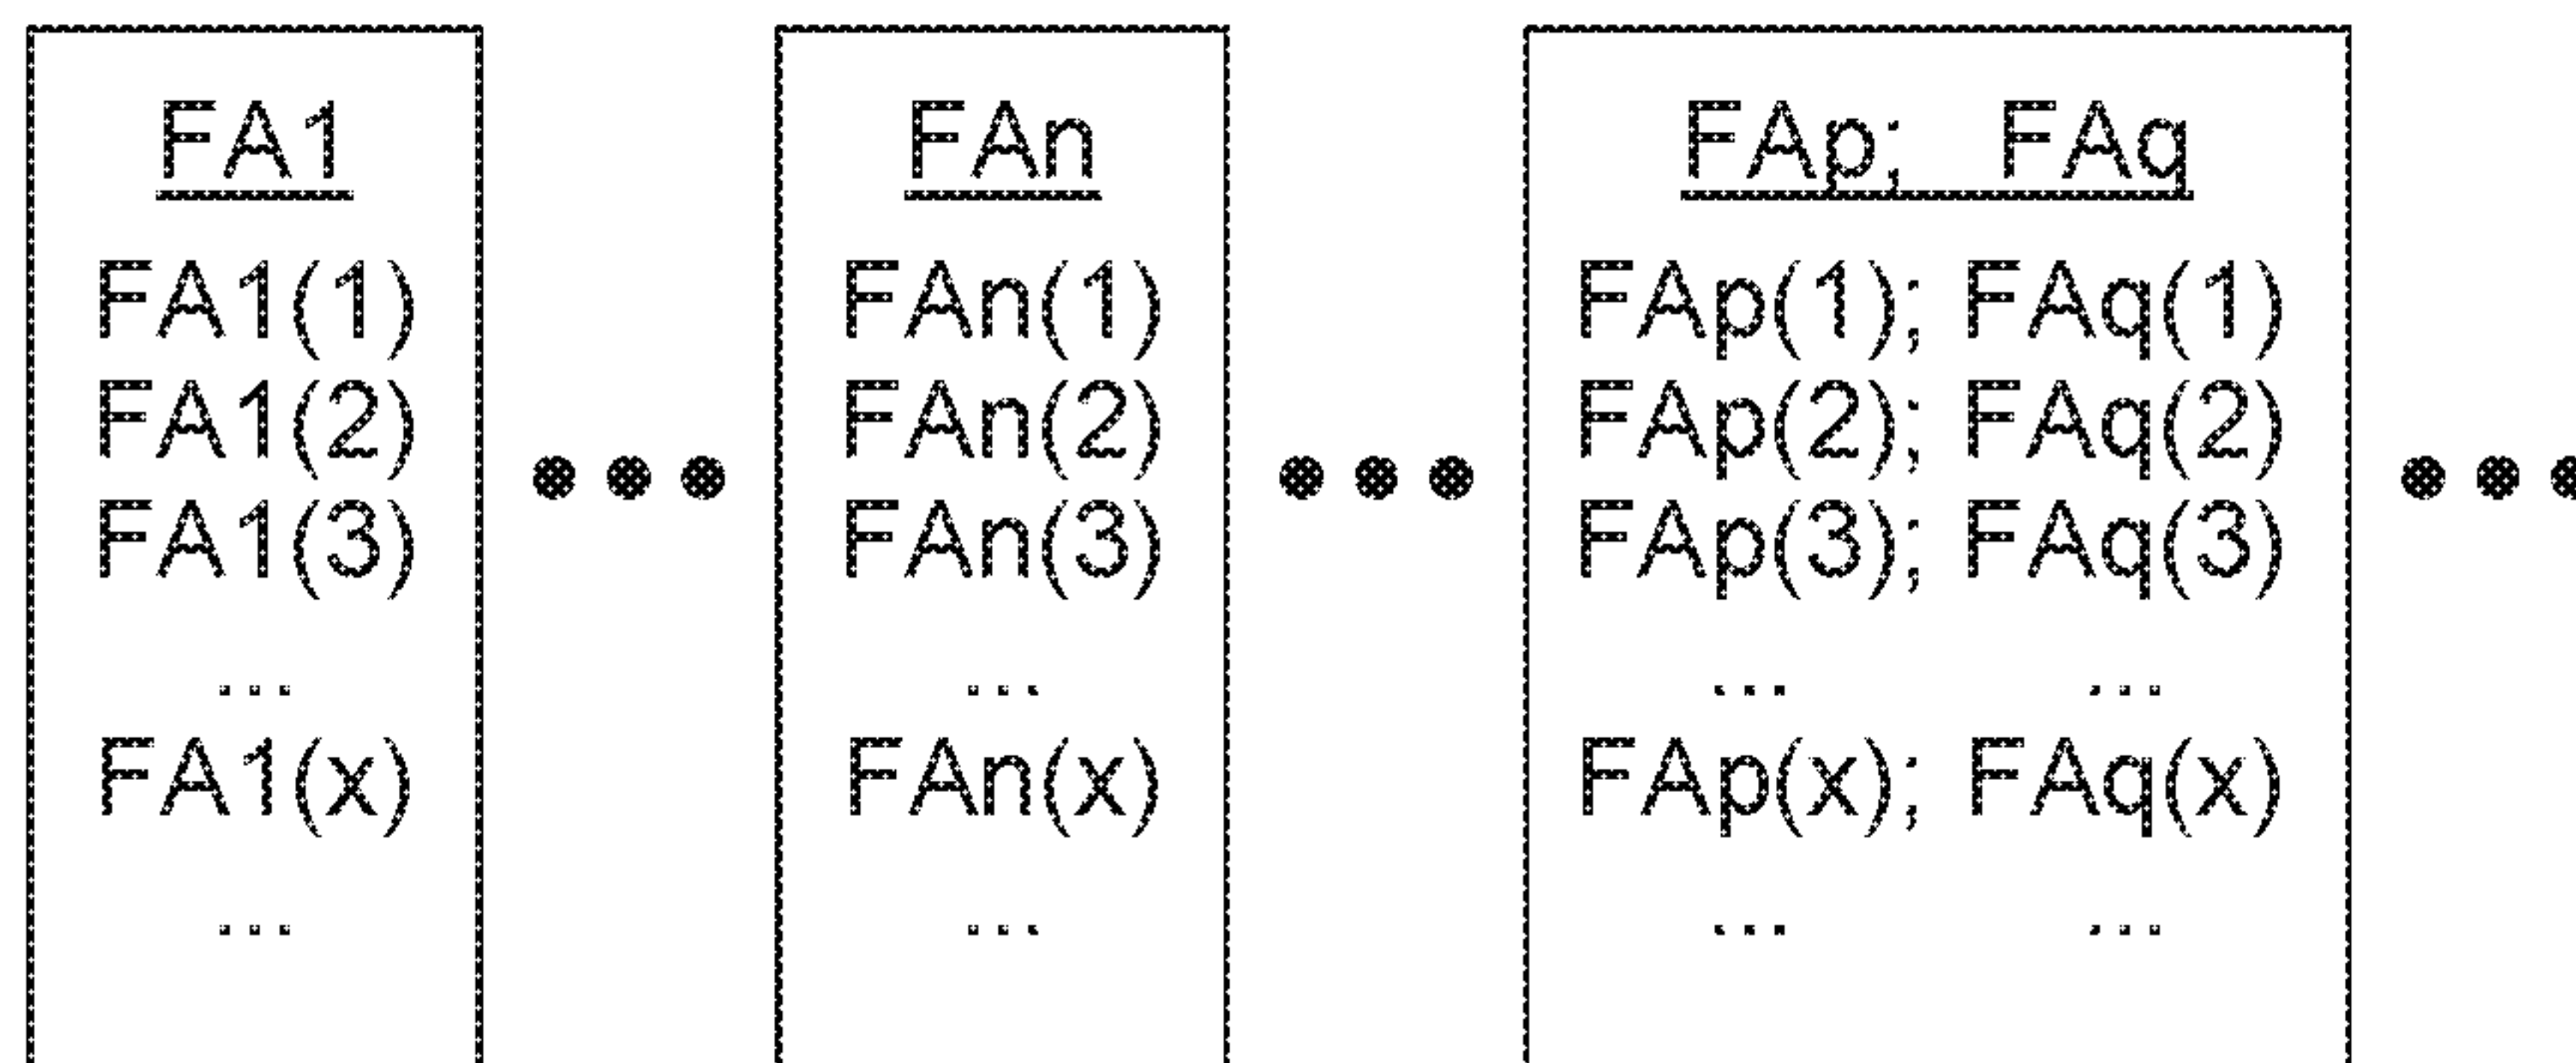 FA1
FA1(1)
FA1(2)
FA1(3)
...
FA1(x)
...
FAn
FAn(1)
FAn(2)
FAn(3)
...
FAn(x)
...
FAp; FAq
FAp(1); FAq(1)
FAp(2); FAq(2)
FAp(3); FAq(3)
... ...
FAp(x); FAq(x)
... ...